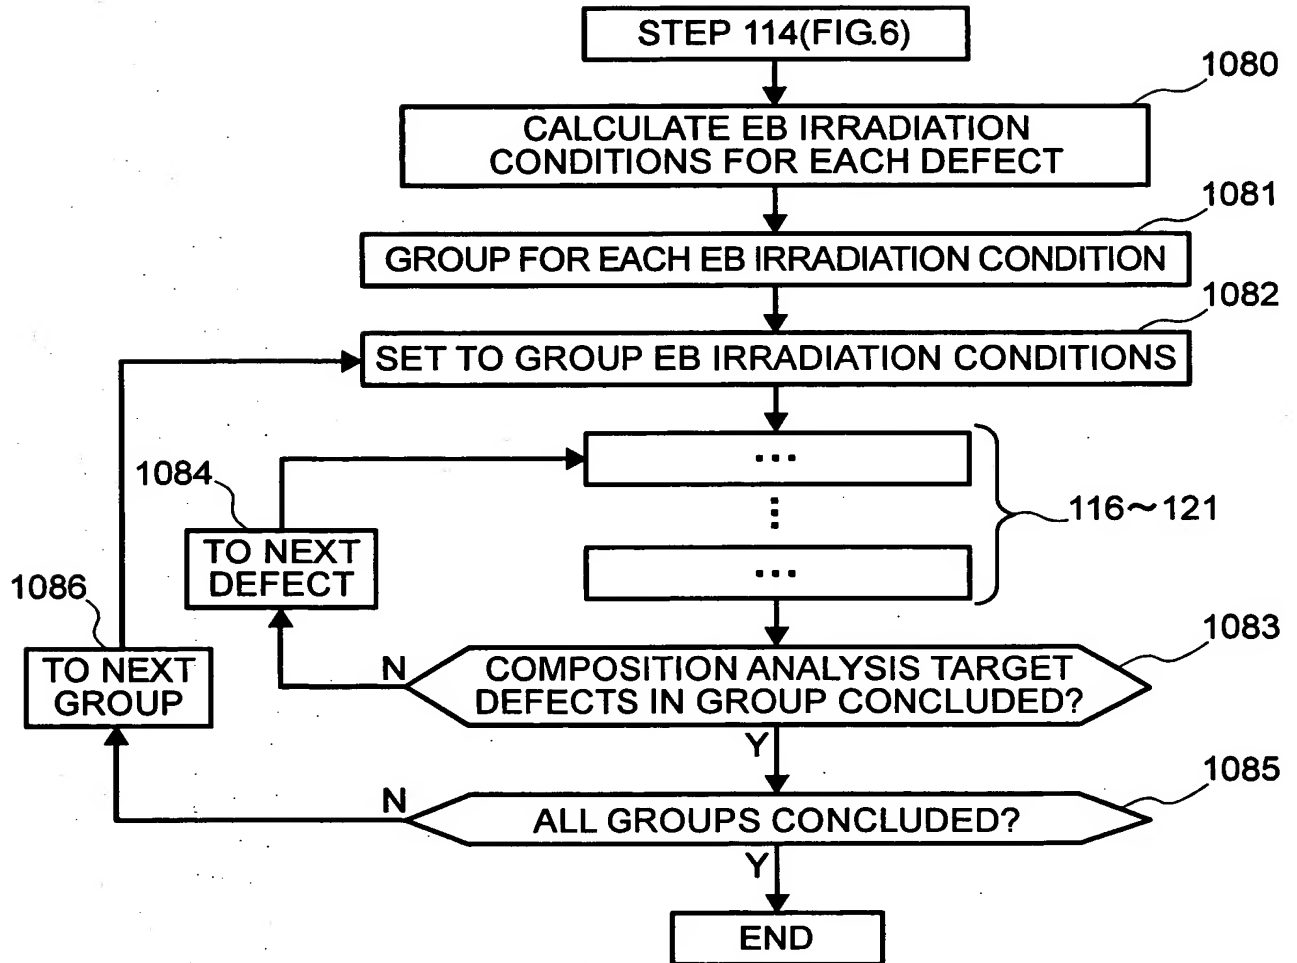 STEP 114(FIG.6)
1080
CALCULATE EB IRRADIATION
CONDITIONS FOR EACH DEFECT
1081
GROUP FOR EACH EB IRRADIATION CONDITION
1082
SET TO GROUP EB IRRADIATION CONDITIONS
...
1084
116～121
TO NEXT
DEFECT
...
1086
TO NEXT
GROUP
N
COMPOSITION ANALYSIS TARGET
DEFECTS IN GROUP CONCLUDED?
1083
Y
N
ALL GROUPS CONCLUDED?
1085
Y
END